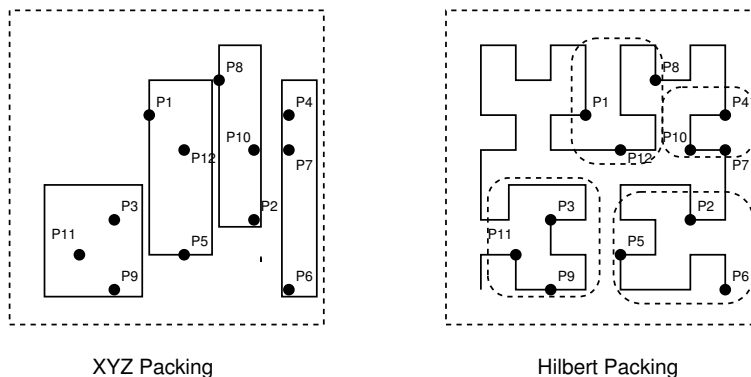 P8
P1
P4
P10
P12
P7
P3
P2
P11
P5
P9
P6
XYZ Packing
P8
P1
P4
P10
P12
P7
P3
P2
P11
P5
P9
P6
Hilbert Packing